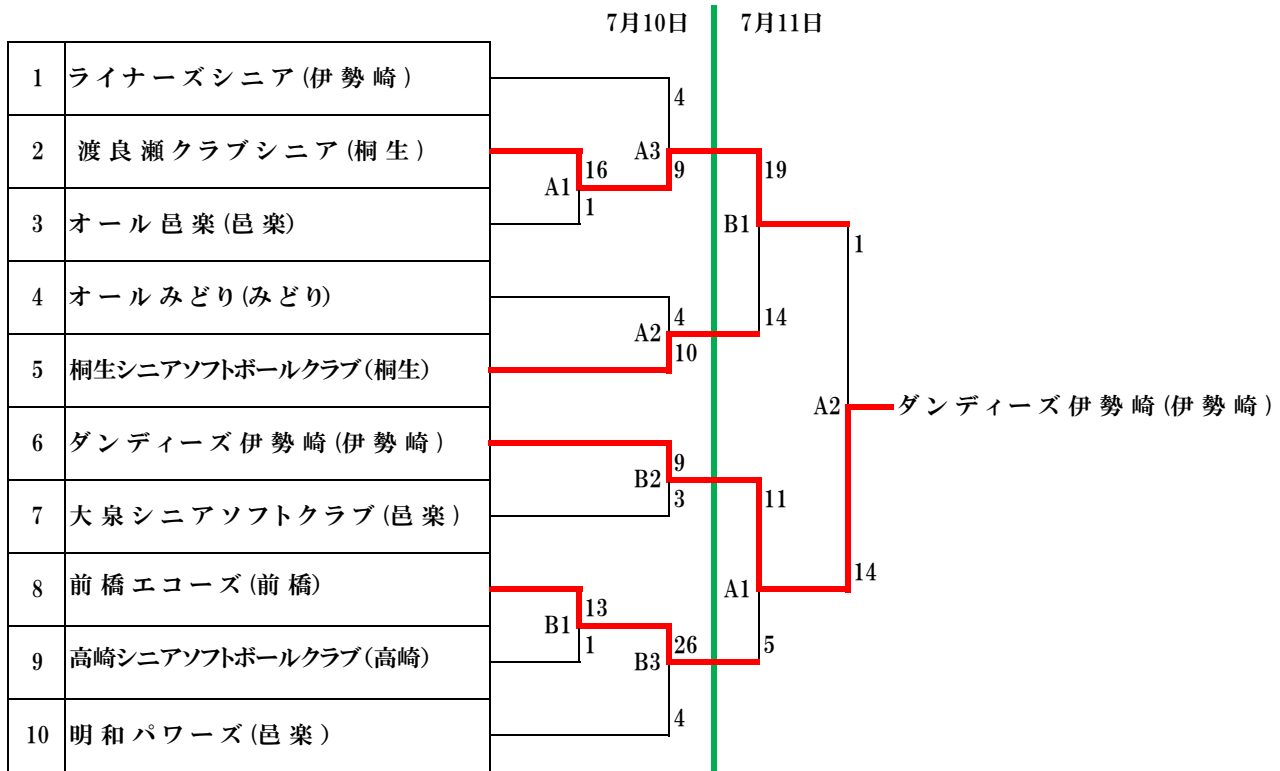 7月10日 7月11日
1 ライナーズシニア(伊勢崎)
4
2 渡良瀬クラブシニア(桐生)
A3
16
9
19
A1
1
3 オール邑楽(邑楽)
B1
1
4 オールみどり(みどり)
4
14
A2
10
5 桐生シニアソフトボールクラブ(桐生)
A2 ダンディーズ伊勢崎(伊勢崎)
6 ダンディーズ伊勢崎(伊勢崎)
9
B2
3
11
7 大泉シニアソフトクラブ(邑楽)
14
8 前橋エコーズ(前橋)
A1
13
B1
1
26
5
9 高崎シニアソフトボールクラブ(高崎)
B3
4
10 明和パワーズ(邑楽)